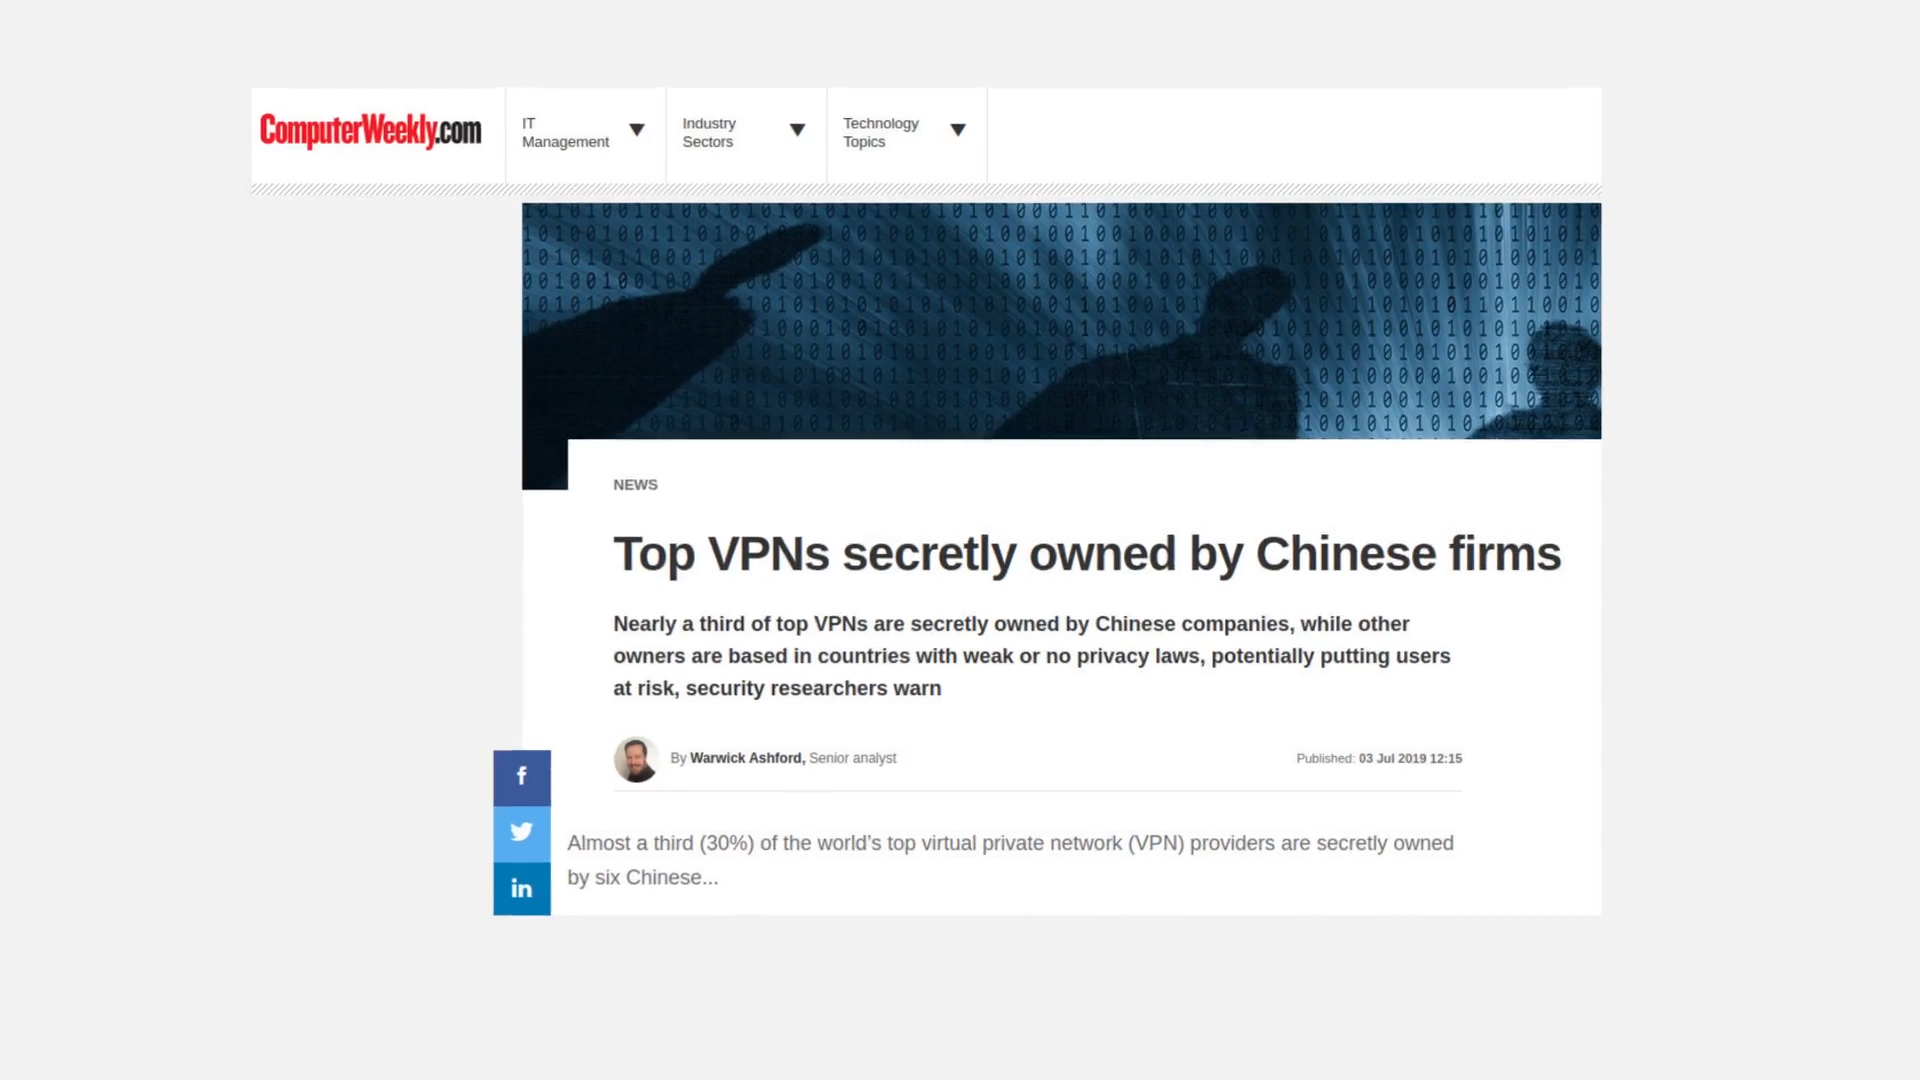 ComputerWeekly.com
IT
Management
Industry
Sectors
Technology
Topics
NEWS
Top VPNs secretly owned by Chinese firms
Nearly a third of top VPNs are secretly owned by Chinese companies, while other
owners are based in countries with weak or no privacy laws, potentially putting users
at risk, security researchers warn
By Warwick Ashford, Senior analyst
Published: 03 Jul 2019 12:15
f
in
Almost a third (30%) of the world's top virtual private network (VPN) providers are secretly owned
by six Chinese...